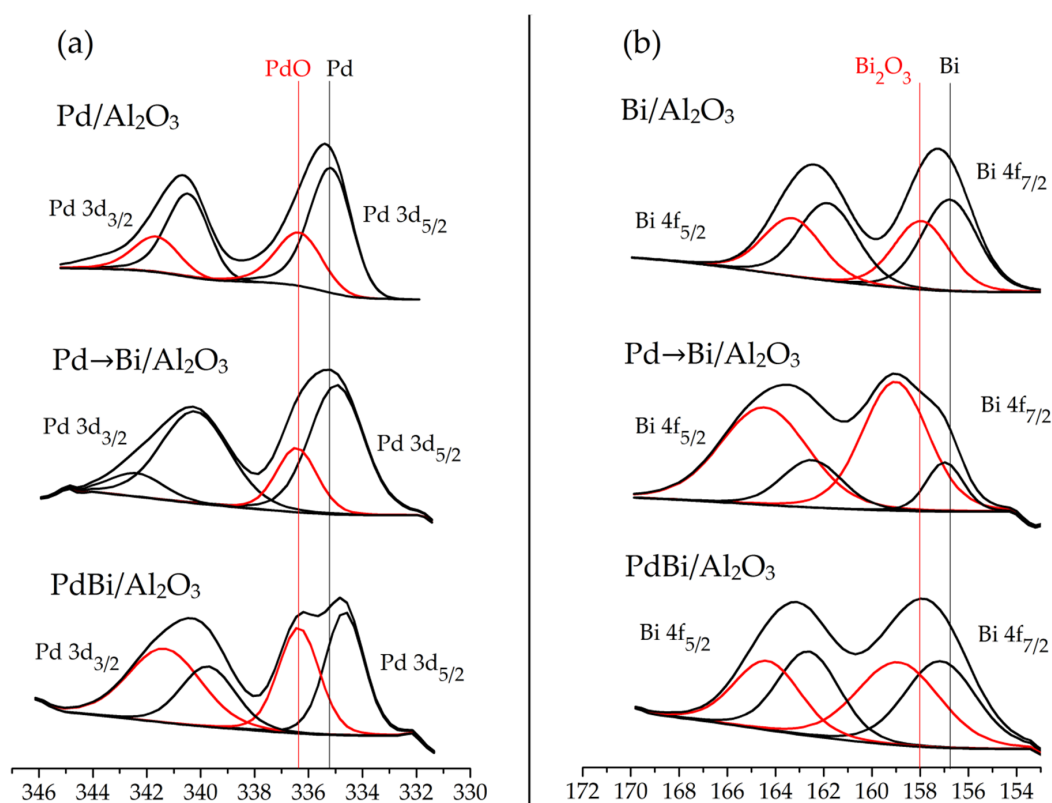 (a)
PdO Pd
Pd/Al₂O₃
Pd 3d₃/₂
Pd 3d₅/₂
Pd→Bi/Al₂O₃
Pd 3d₃/₂
Pd 3d₅/₂
PdBi/Al₂O₃
Pd 3d₃/₂
Pd 3d₅/₂
346 344 342 340 338 336 334 332 330
(b)
Bi₂O₃ Bi
Bi/Al₂O₃
Bi 4f₇/₂
Bi 4f₅/₂
Pd→Bi/Al₂O₃
Bi 4f₇/₂
Bi 4f₅/₂
PdBi/Al₂O₃
Bi 4f₅/₂
Bi 4f₇/₂
172 170 168 166 164 162 160 158 156 154